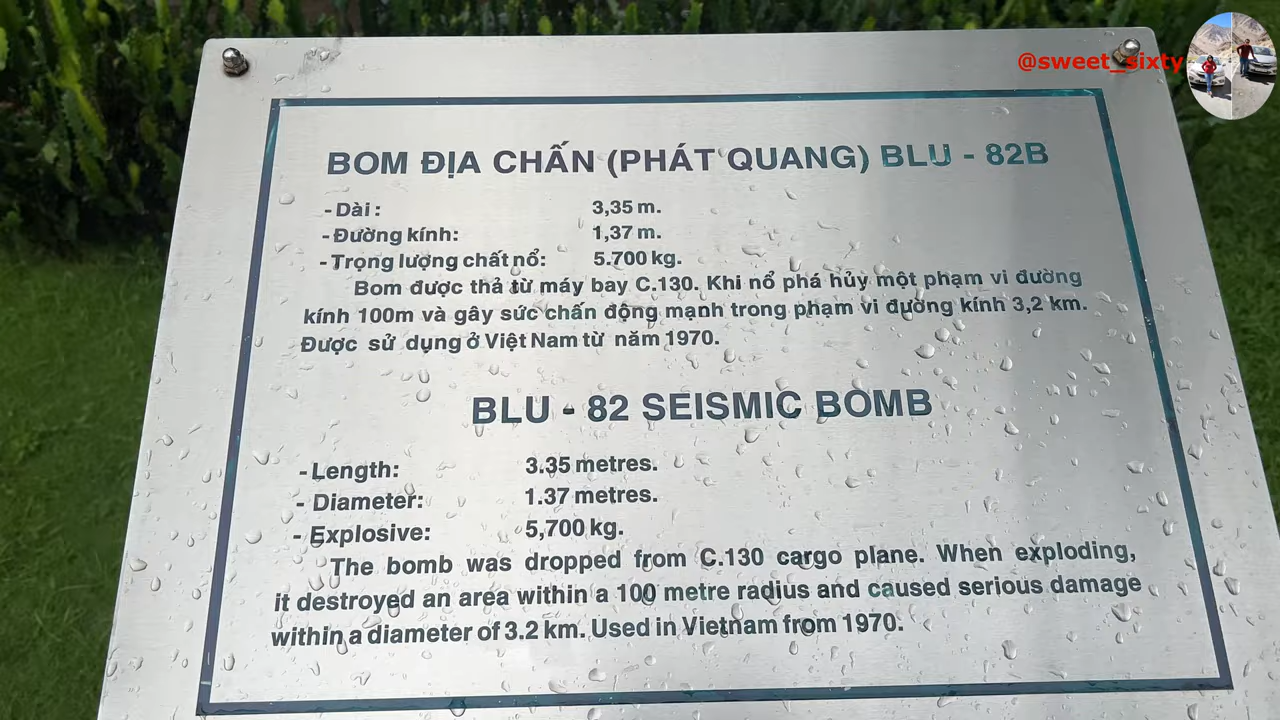 @sweet_sixty
BOM ĐỊA CHẤN (PHÁT QUANG) BLU - 82B
- Dài : 3,35 m.
- Đường kính: 1,37 m.
- Trọng lượng chất nổ: 5.700 kg.
Bom được thả từ máy bay C.130. Khi nổ phá hủy một phạm vi đường
kính 100m và gây sức chấn động mạnh trong phạm vi đường kính 3,2 km.
Được sử dụng ở Việt Nam từ năm 1970.
BLU - 82 SEISMIC BOMB
- Length: 3.35 metres.
- Diameter: 1.37 metres.
- Explosive: 5,700 kg.
The bomb was dropped from C.130 cargo plane. When exploding,
it destroyed an area within a 100 metre radius and caused serious damage
within a diameter of 3.2 km. Used in Vietnam from 1970.